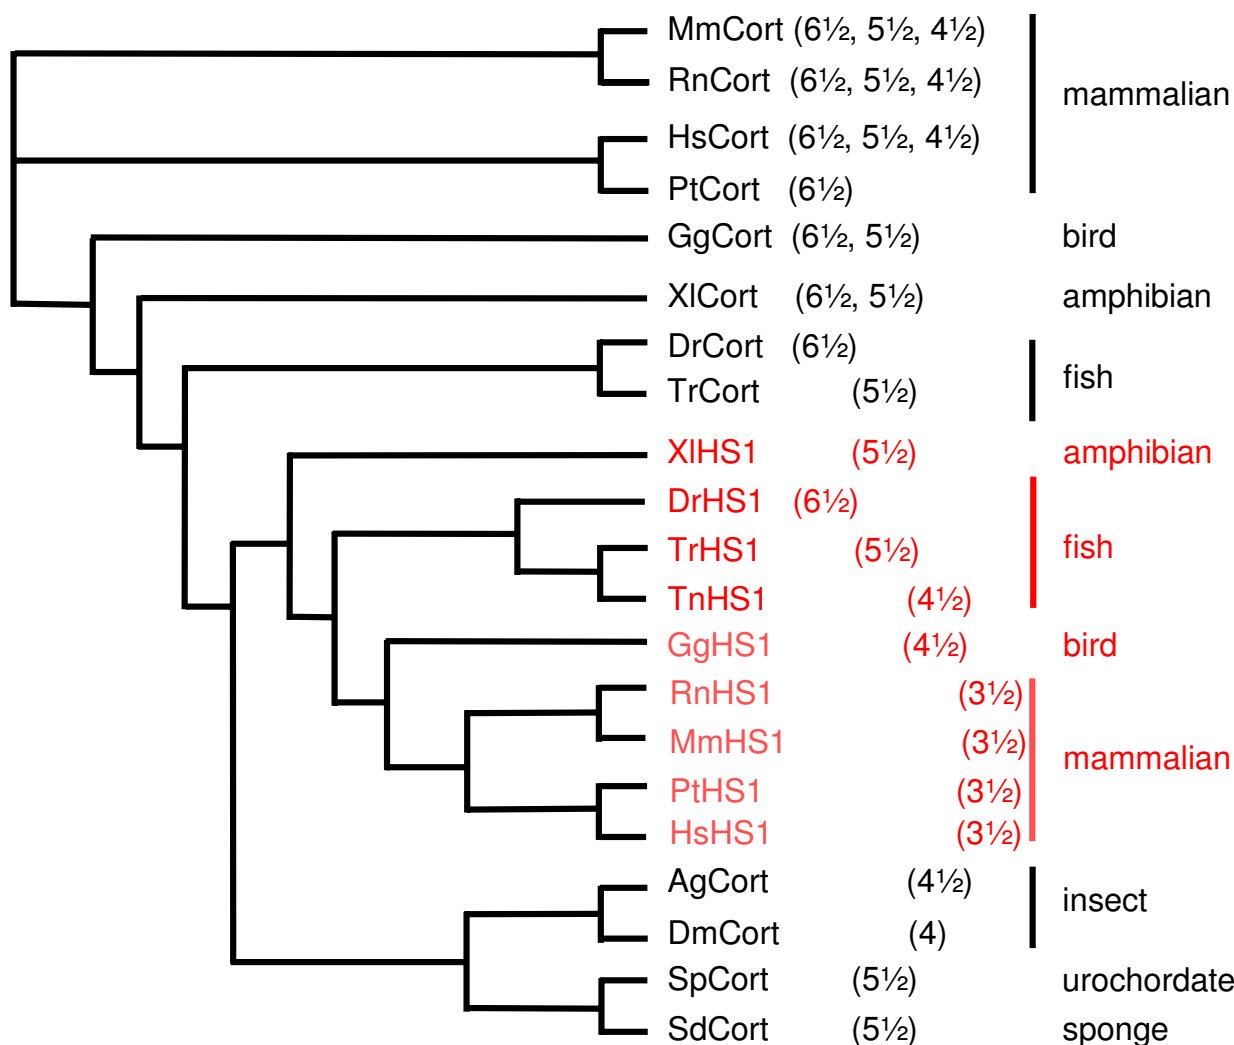 MmCort (6½, 5½, 4½)
RnCort (6½, 5½, 4½)
mammalian
HsCort (6½, 5½, 4½)
PtCort (6½)
GgCort (6½, 5½) bird
XlCort (6½, 5½) amphibian
DrCort (6½)
fish
TrCort (5½)
XlHS1 (5½) amphibian
DrHS1 (6½)
TrHS1 (5½) fish
TnHS1 (4½)
GgHS1 (4½) bird
RnHS1 (3½)
MmHS1 (3½)
mammalian
PtHS1 (3½)
HsHS1 (3½)
AgCort (4½)
insect
DmCort (4)
SpCort (5½) urochordate
SdCort (5½) sponge